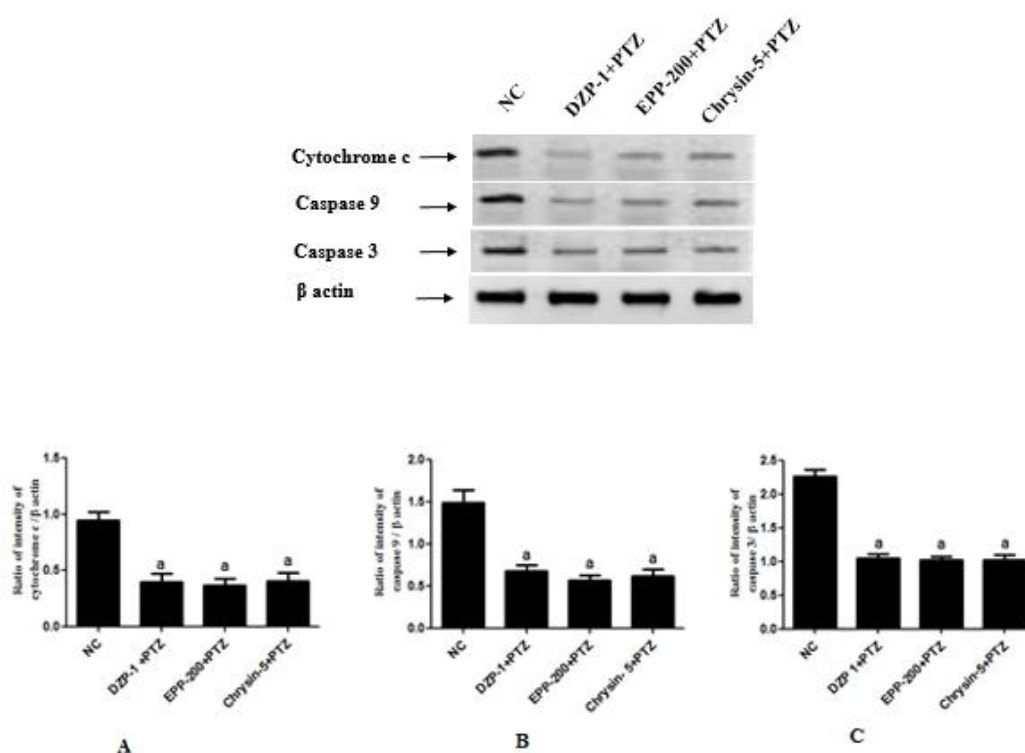 NC DZP-1+PTZ EPP-200+PTZ Chrysin-5+PTZ
Cytochrome c
Caspase 9
Caspase 3
β actin
Ratio of intensity of
cytochrome c / β actin
1.5
1.0
0.5
0.0
a a a
NC DZP-1 +PTZ EPP-200+PTZ Chrysin-5+PTZ
A
Ratio of intensity of
caspase 9 / β actin
2.0
1.5
1.0
0.5
0.0
a a a
NC DZP-1+PTZ EPP-200+PTZ Chrysin- 5+PTZ
B
Ratio of intensity of
caspase 3/ β actin
2.5
2.0
1.5
1.0
0.5
0.0
a a a
NC DZP 1+PTZ EPP-200+PTZ Chrysin-5+PTZ
C